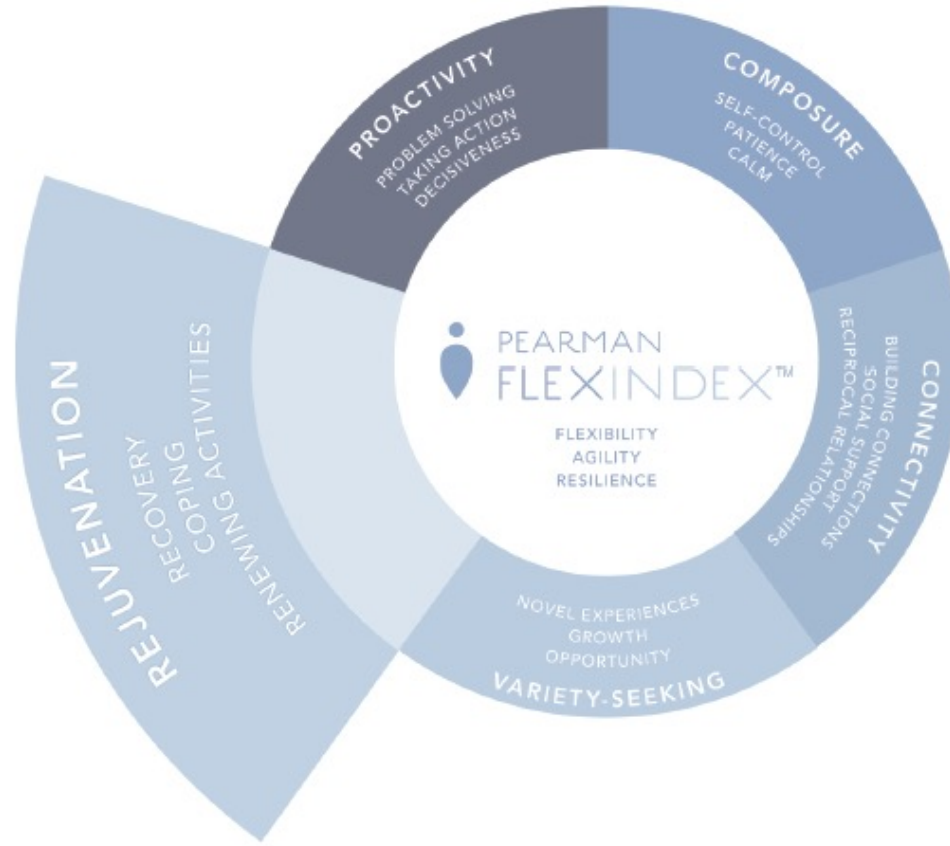 PROACTIVITY
PROBLEM SOLVING
TAKING ACTION
DECISIVENESS
COMPOSURE
SELF-CONTROL
PATIENCE
CALM
CONNECTIVITY
BUILDING CONNECTIONS
SOCIAL SUPPORT
RECIPROCAL RELATIONSHIPS
NOVEL EXPERIENCES
GROWTH
OPPORTUNITY
VARIETY-SEEKING
REJUVENATION
RECOVERY
COPING
RENEWING ACTIVITIES
PEARMAN
FLEXINDEX™
FLEXIBILITY
AGILITY
RESILIENCE